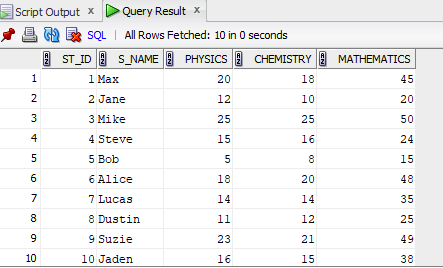 Script Output x Query Result x
SQL | All Rows Fetched: 10 in 0 seconds
ST_ID S_NAME PHYSICS CHEMISTRY MATHEMATICS
1 1 Max 20 18 45
2 2 Jane 12 10 20
3 3 Mike 25 25 50
4 4 Steve 15 16 24
5 5 Bob 5 8 15
6 6 Alice 18 20 48
7 7 Lucas 14 14 35
8 8 Dustin 11 12 25
9 9 Suzie 23 21 49
10 10 Jaden 16 15 38